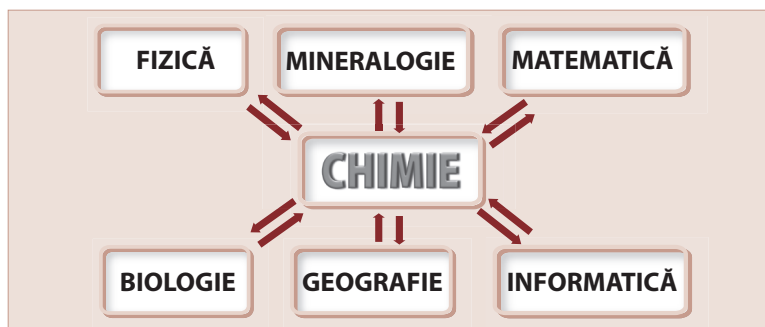 FIZICĂ
MINERALOGIE
MATEMATICĂ
CHIMIE
BIOLOGIE
GEOGRAFIE
INFORMATICĂ